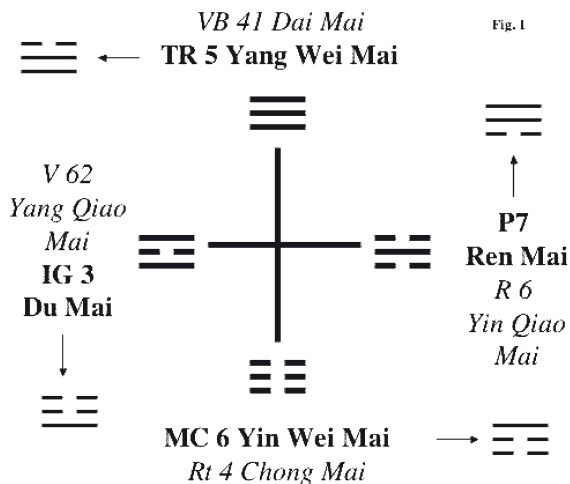 VB 41 Dai Mai
TR 5 Yang Wei Mai
Fig. 1
V 62
Yang Qiao
Mai
IG 3
Du Mai
P7
Ren Mai
R 6
Yin Qiao
Mai
MC 6 Yin Wei Mai
Rt 4 Chong Mai